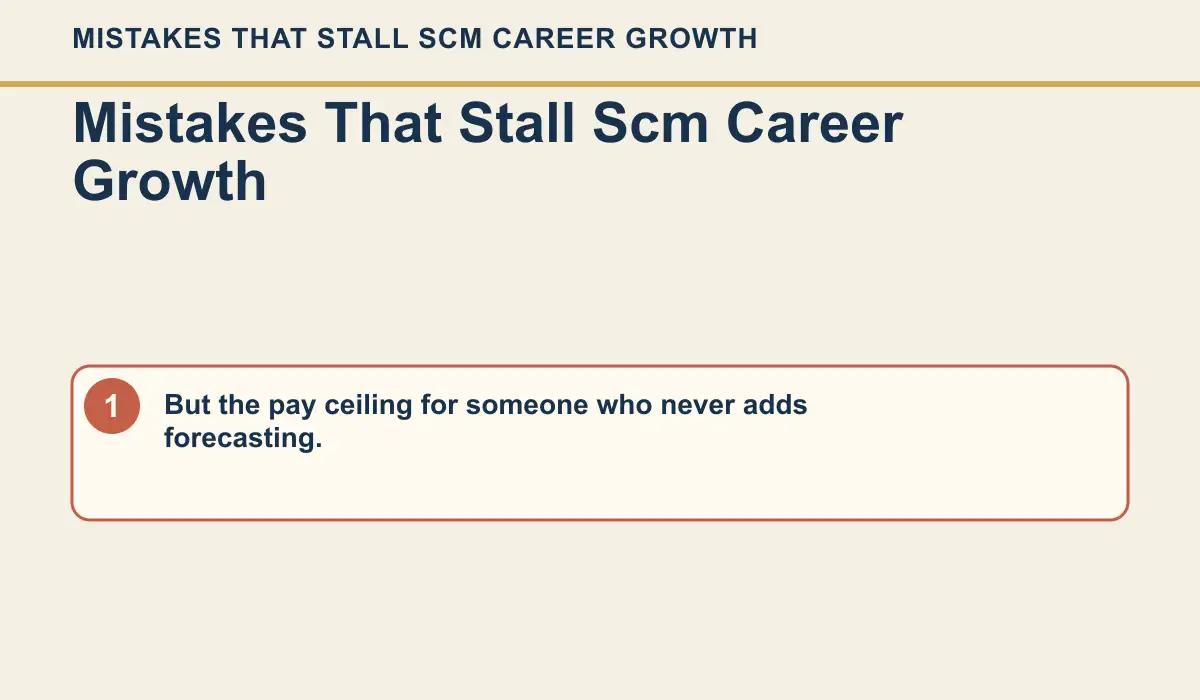 MISTAKES THAT STALL SCM CAREER GROWTH
Mistakes That Stall Scm Career
Growth
1
But the pay ceiling for someone who never adds
forecasting.